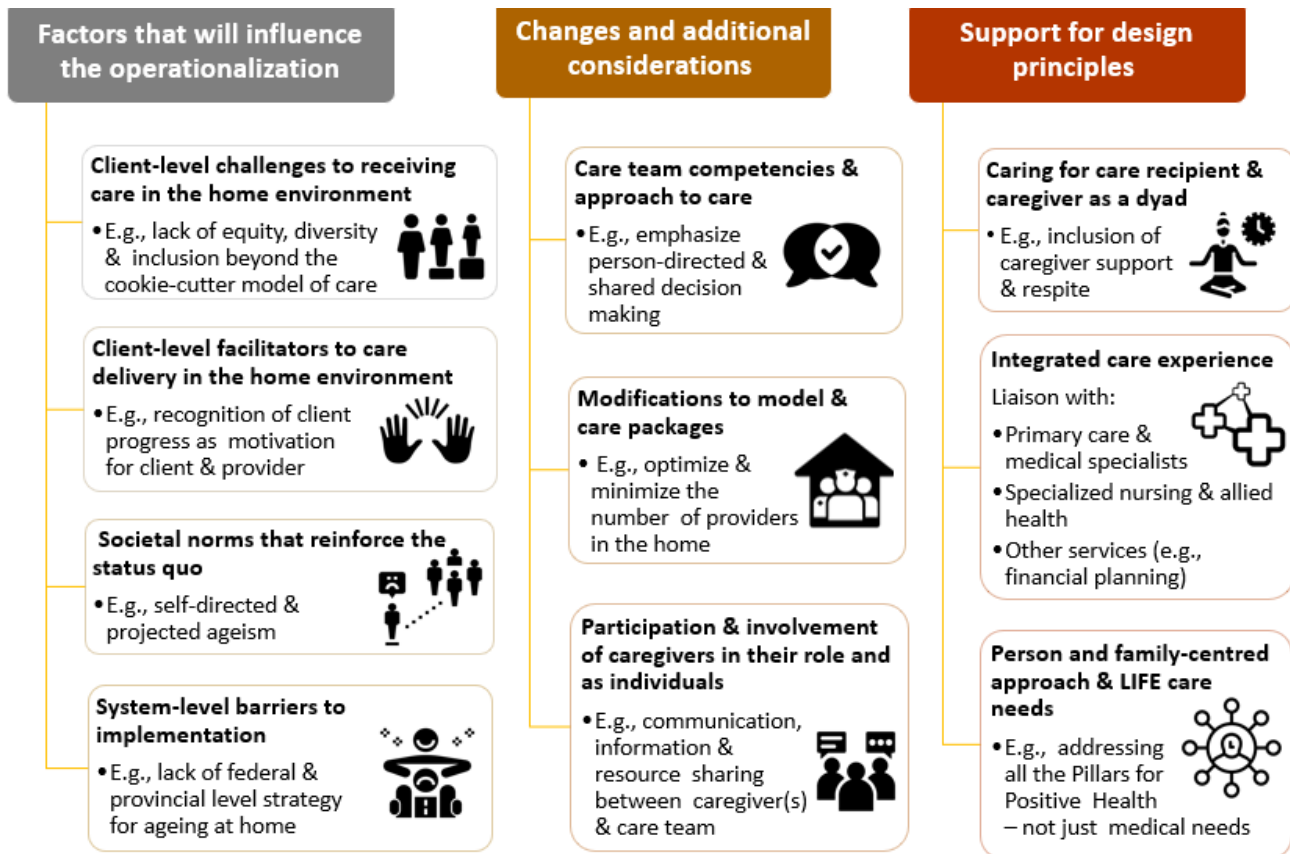 Factors that will influence
the operationalization
Client-level challenges to receiving
care in the home environment
•E.g., lack of equity, diversity
& inclusion beyond the
cookie-cutter model of care
Client-level facilitators to care
delivery in the home environment
•E.g., recognition of client
progress as motivation
for client & provider
Societal norms that reinforce the
status quo
•E.g., self-directed &
projected ageism
System-level barriers to
implementation
•E.g., lack of federal &
provincial level strategy
for ageing at home
Changes and additional
considerations
Care team competencies &
approach to care
•E.g., emphasize
person-directed &
shared decision
making
Modifications to model &
care packages
• E.g., optimize &
minimize the
number of providers
in the home
Participation & involvement
of caregivers in their role and
as individuals
•E.g., communication,
information &
resource sharing
between caregiver(s)
& care team
Support for design
principles
Caring for care recipient &
caregiver as a dyad
• E.g., inclusion of
caregiver support
& respite
Integrated care experience
Liaison with:
•Primary care &
medical specialists
•Specialized nursing & allied
health
•Other services (e.g.,
financial planning)
Person and family-centred
approach & LIFE care
needs
•E.g., addressing
all the Pillars for
Positive Health
– not just medical needs